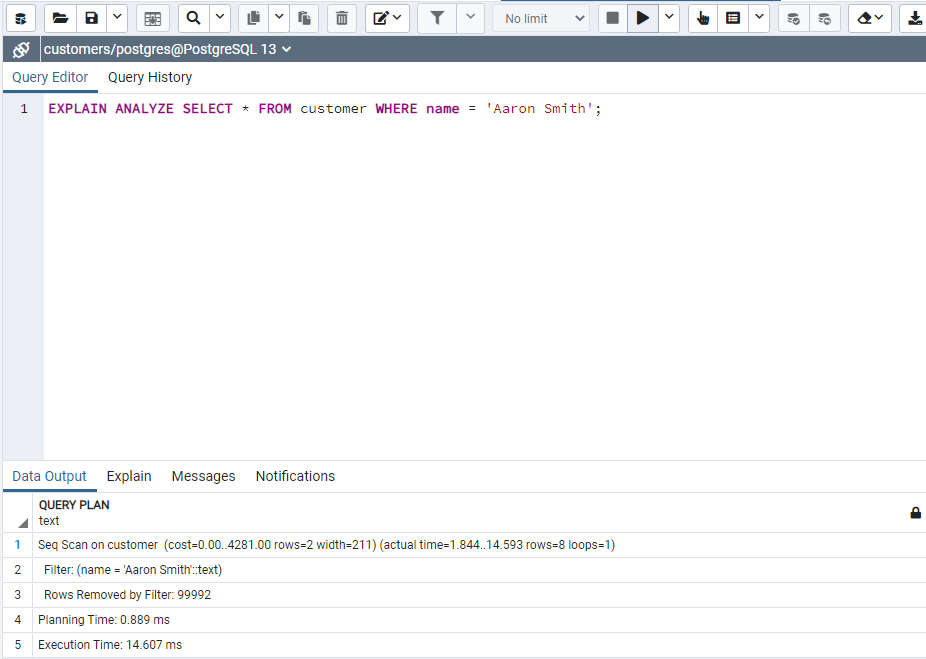 No limit
customers/postgres@PostgreSQL 13
Query Editor Query History
1 EXPLAIN ANALYZE SELECT * FROM customer WHERE name = 'Aaron Smith';
Data Output Explain Messages Notifications
QUERY PLAN
text
1 Seq Scan on customer (cost=0.00..4281.00 rows=2 width=211) (actual time=1.844..14.593 rows=8 loops=1)
2 Filter: (name = 'Aaron Smith'::text)
3 Rows Removed by Filter: 99992
4 Planning Time: 0.889 ms
5 Execution Time: 14.607 ms